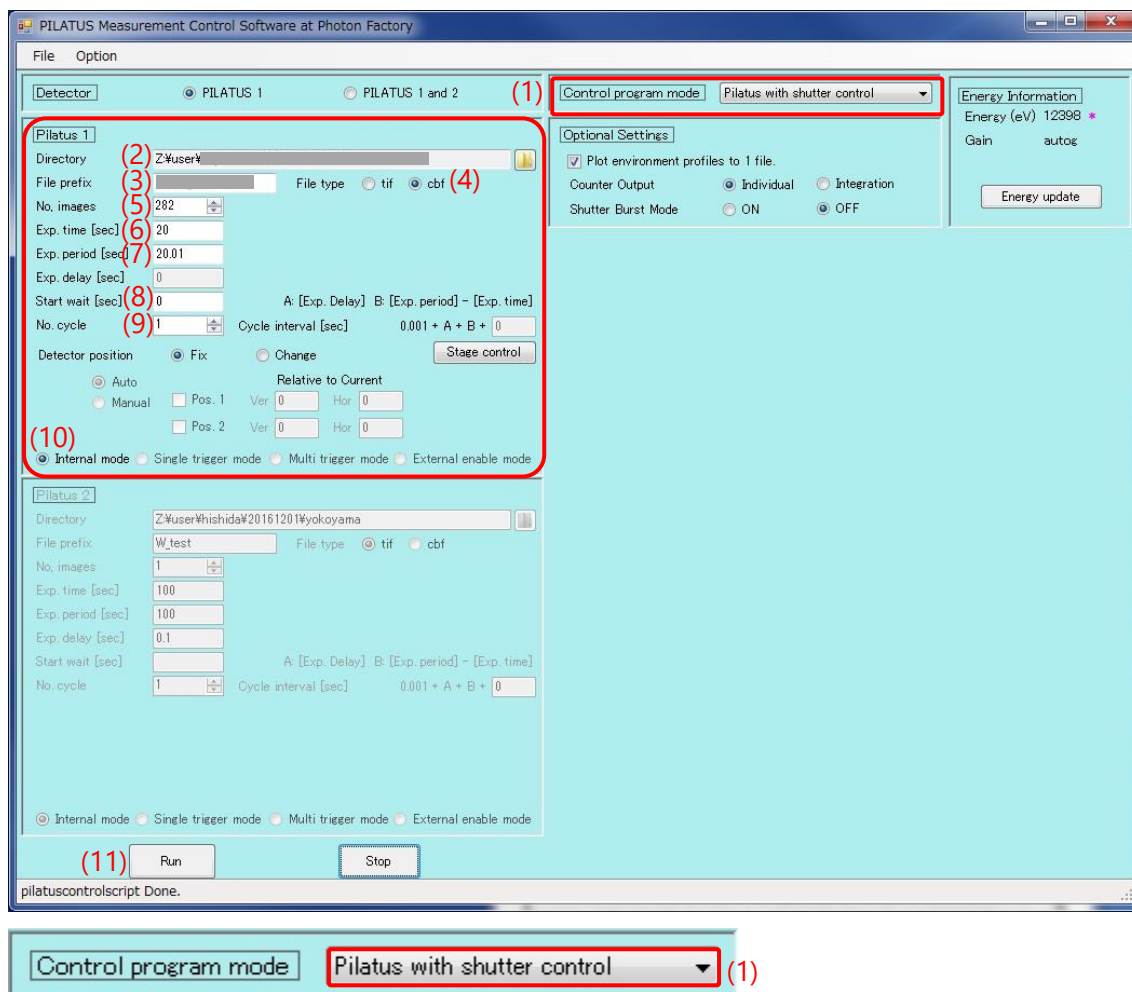 PILATUS Measurement Control Software at Photon Factory
File Option
Detector PILATUS 1 PILATUS 1 and 2
(1) Control program mode Pilatus with shutter control
Energy Information
Energy (eV) 12398 *
Gain autog
Energy update
Optional Settings
Plot environment profiles to 1 file.
Counter Output Individual Integration
Shutter Burst Mode ON OFF
Pilatus 1
Directory (2) Z:¥user¥
File prefix (3) File type tif cbf (4)
No, images (5) 282
Exp. time [sec] (6) 20
Exp. period [sec] (7) 20.01
Exp. delay [sec] 0
Start wait [sec] (8) 0 A: [Exp. Delay] B: [Exp. period] - [Exp. time]
No. cycle (9) 1 Cycle interval [sec] 0.001 + A + B + 0
Detector position Fix Change Stage control
Auto Relative to Current
Manual Pos. 1 Ver 0 Hor 0
Pos. 2 Ver 0 Hor 0
(10)
Internal mode Single trigger mode Multi trigger mode External enable mode
Pilatus 2
Directory Z:¥user¥hishida¥20161201¥yokoyama
File prefix W_test File type tif cbf
No, images 1
Exp. time [sec] 100
Exp. period [sec] 100
Exp. delay [sec] 0.1
Start wait [sec] A: [Exp. Delay] B: [Exp. period] - [Exp. time]
No. cycle 1 Cycle interval [sec] 0.001 + A + B + 0
Internal mode Single trigger mode Multi trigger mode External enable mode
(11) Run Stop
pilatuscontrolscript Done.
Control program mode Pilatus with shutter control (1)